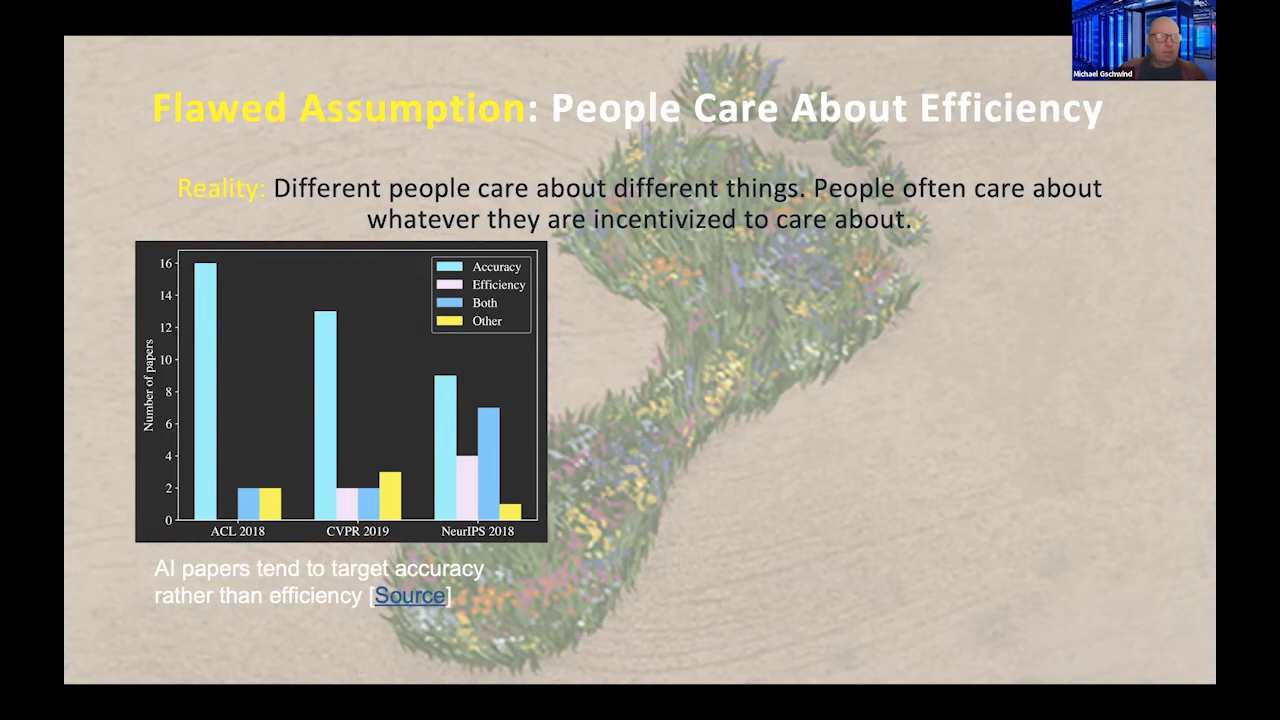 Michael Gschwind
Flawed Assumption: People Care About Efficiency
Reality: Different people care about different things. People often care about
whatever they are incentivized to care about.
Number of papers
16
14
12
10
8
6
4
2
0
Accuracy
Efficiency
Both
Other
ACL 2018
CVPR 2019
NeurIPS 2018
AI papers tend to target accuracy
rather than efficiency [Source]